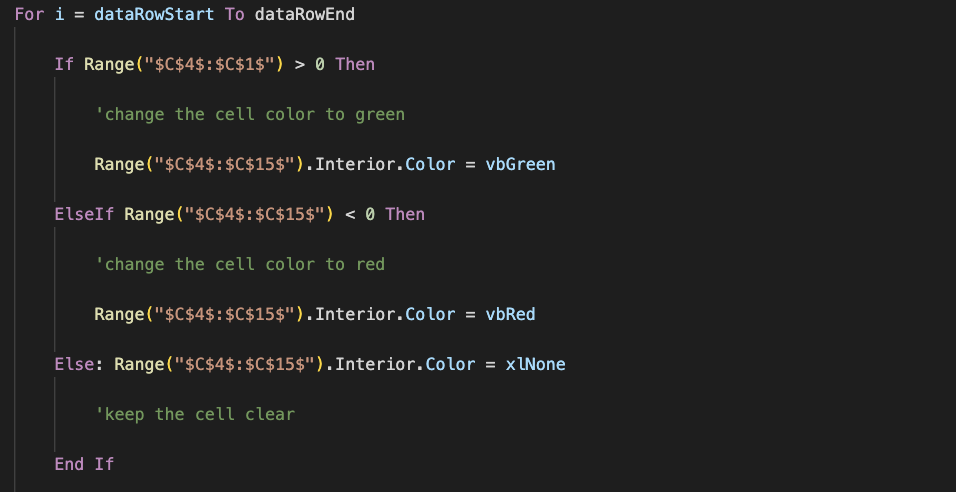 For i = dataRowStart To dataRowEnd
If Range("$C$4$:$C$1$") > 0 Then
'change the cell color to green
Range("$C$4$:$C$15$").Interior.Color = vbGreen
ElseIf Range("$C$4$:$C$15$") < 0 Then
'change the cell color to red
Range("$C$4$:$C$15$").Interior.Color = vbRed
Else: Range("$C$4$:$C$15$").Interior.Color = xlNone
'keep the cell clear
End If